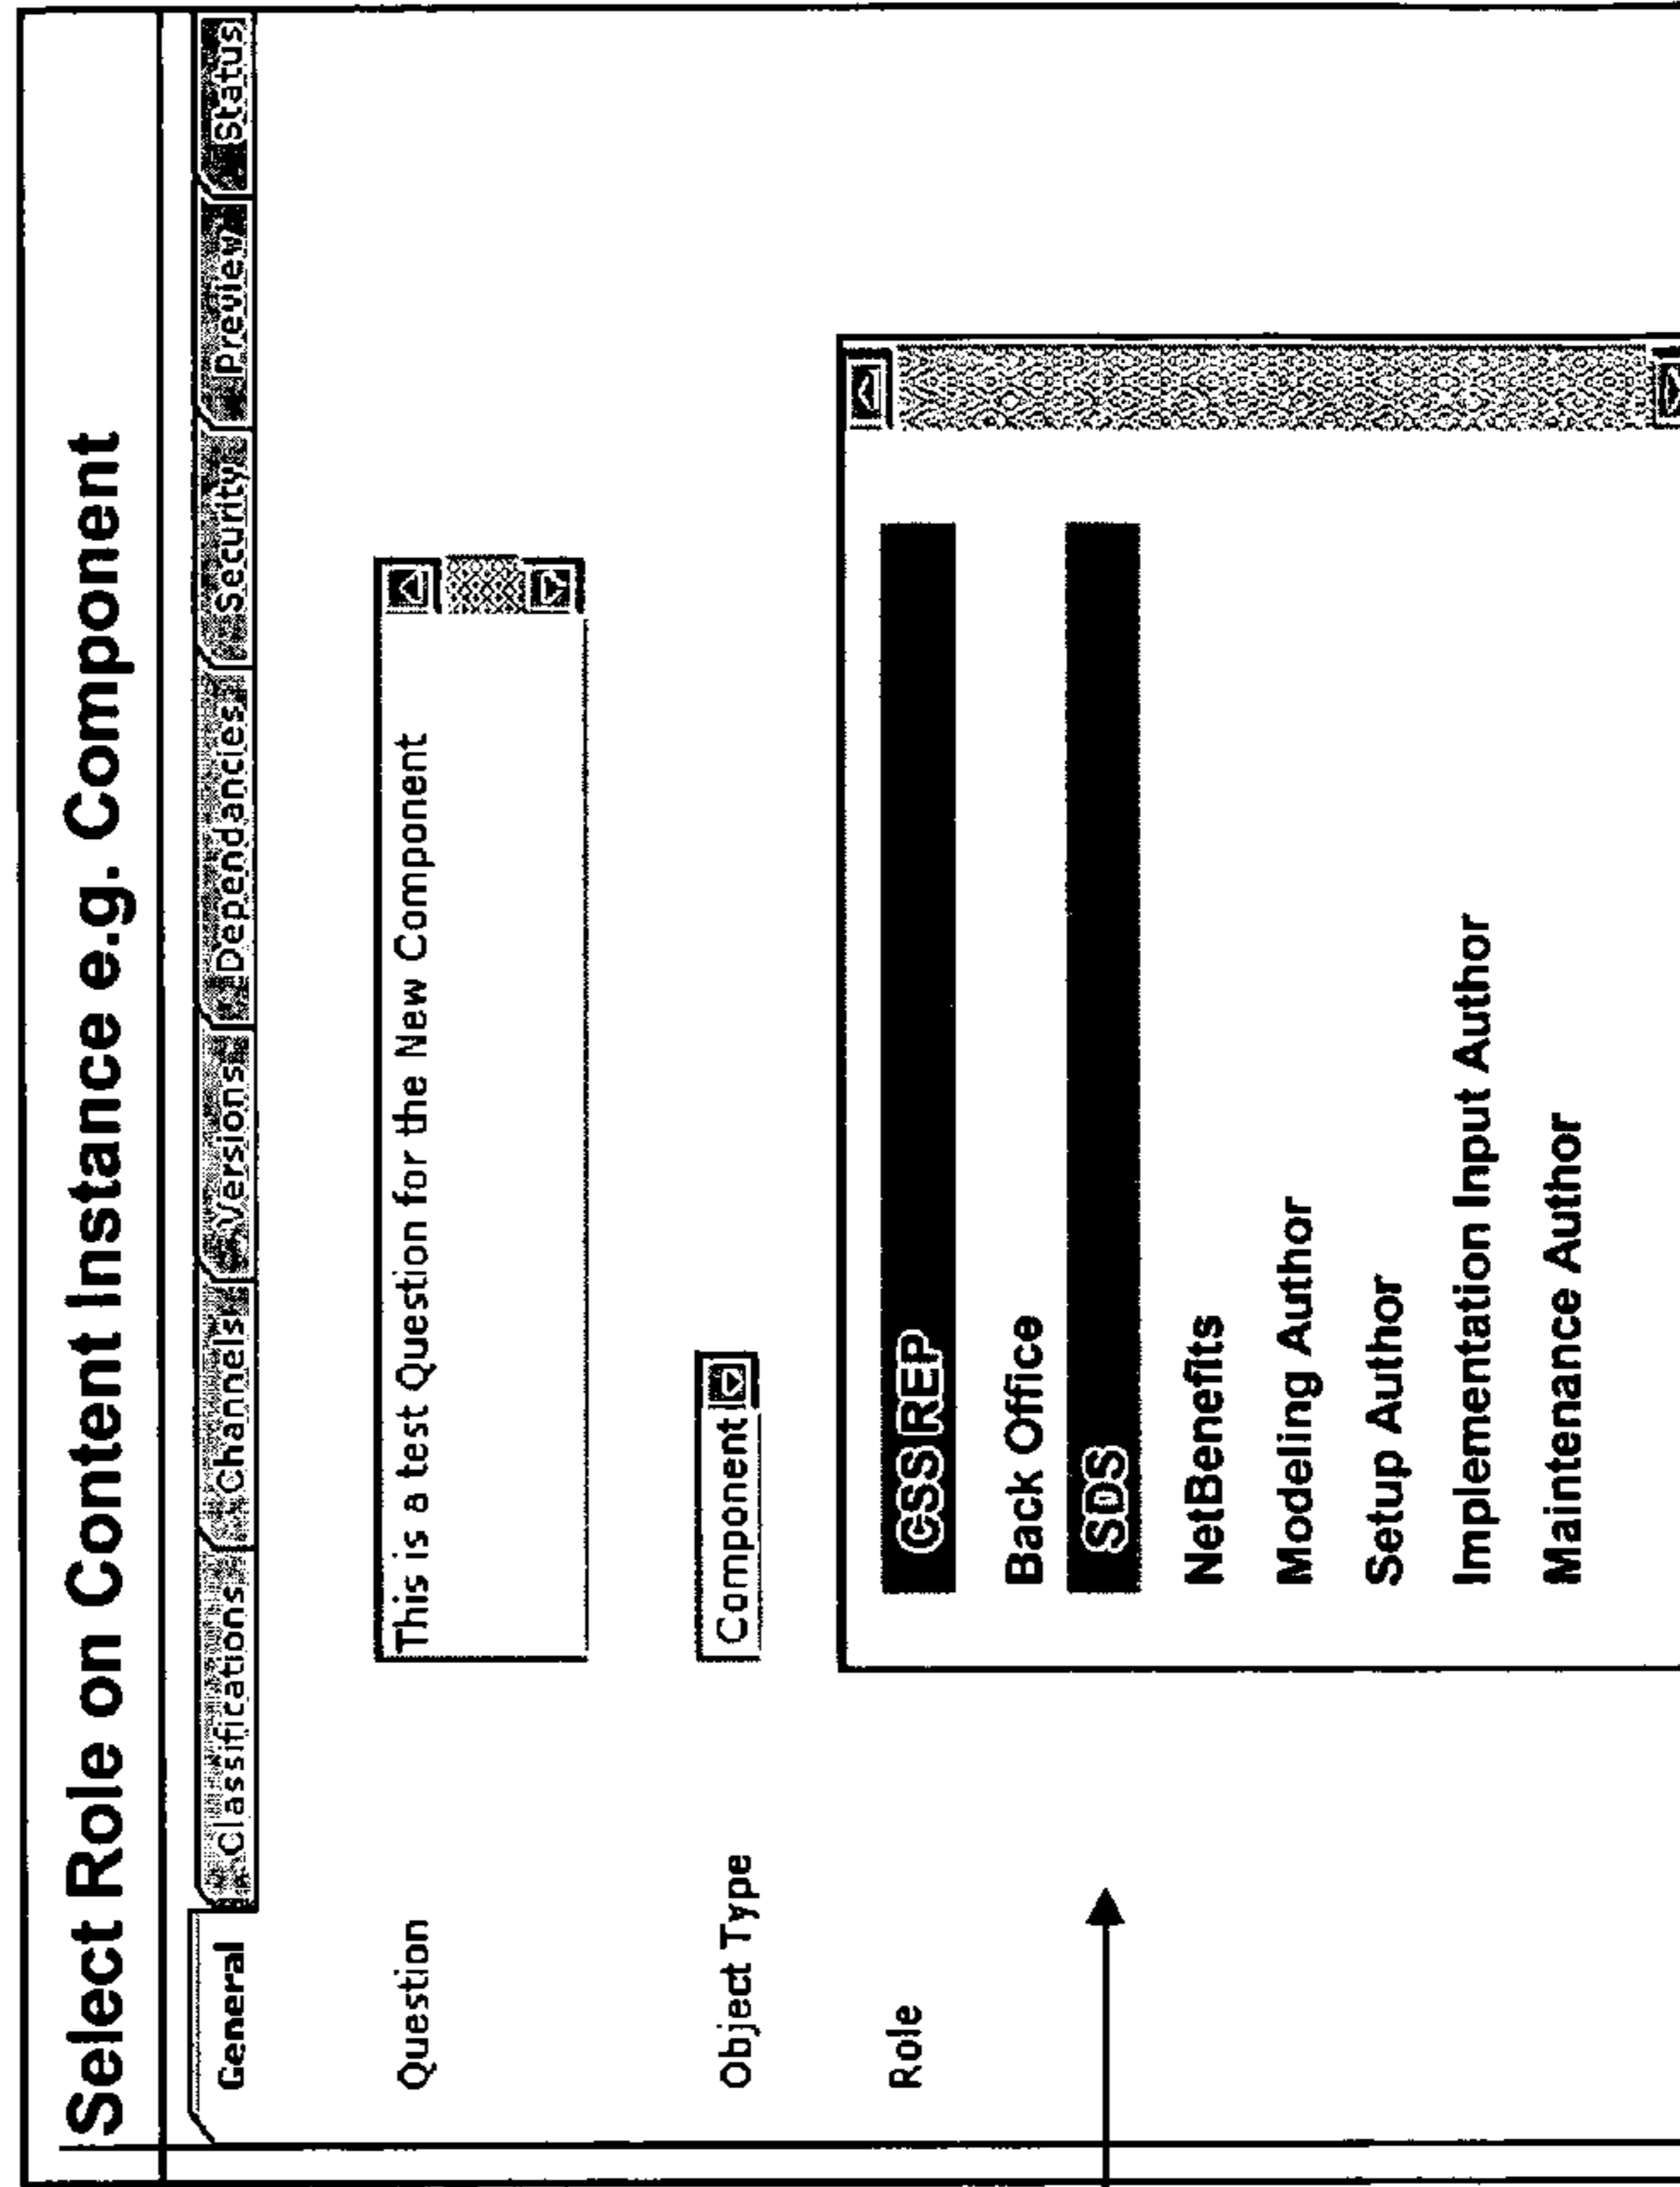 Select Role on Content Instance e.g. Component
General Classifications Channels Versions Dependancies Security Preview Status
Question This is a test Question for the New Component
Object Type Component
Role
CSS REP
Back Office
SDS
NetBenefits
Modeling Author
Setup Author
Implementation Input Author
Maintenance Author